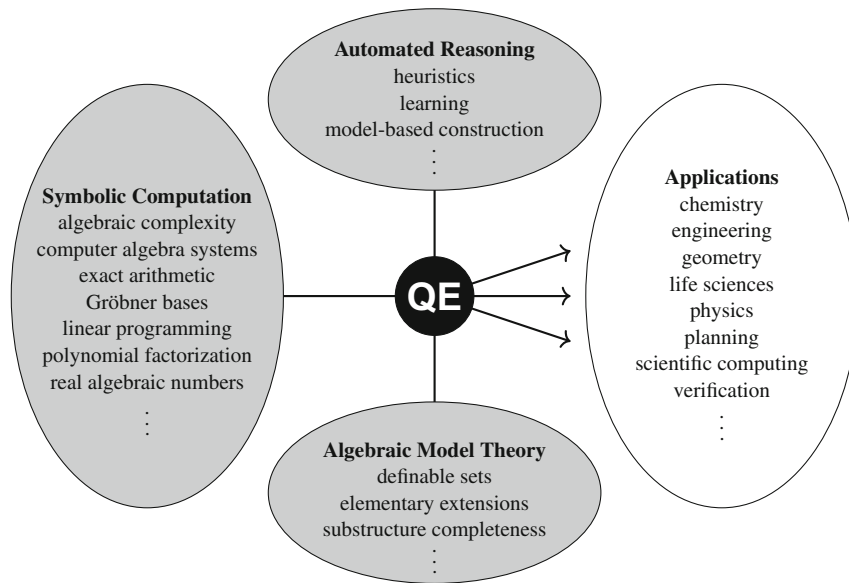 Automated Reasoning
heuristics
learning
model-based construction
⋮
Symbolic Computation
algebraic complexity
computer algebra systems
exact arithmetic
Gröbner bases
linear programming
polynomial factorization
real algebraic numbers
⋮
QE
Applications
chemistry
engineering
geometry
life sciences
physics
planning
scientific computing
verification
⋮
Algebraic Model Theory
definable sets
elementary extensions
substructure completeness
⋮